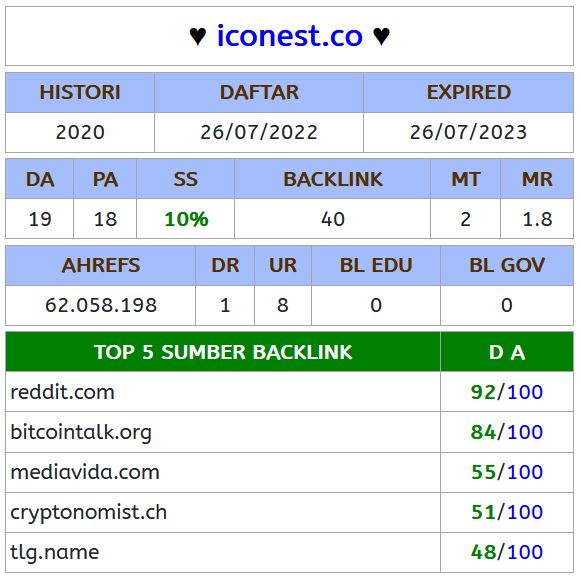 ♥ iconest.co ♥
HISTORI DAFTAR EXPIRED
2020 26/07/2022 26/07/2023
DA PA SS BACKLINK MT MR
19 18 10% 40 2 1.8
AHREFS DR UR BL EDU BL GOV
62.058.198 1 8 0 0
TOP 5 SUMBER BACKLINK D A
reddit.com 92/100
bitcointalk.org 84/100
mediavida.com 55/100
cryptonomist.ch 51/100
tlg.name 48/100